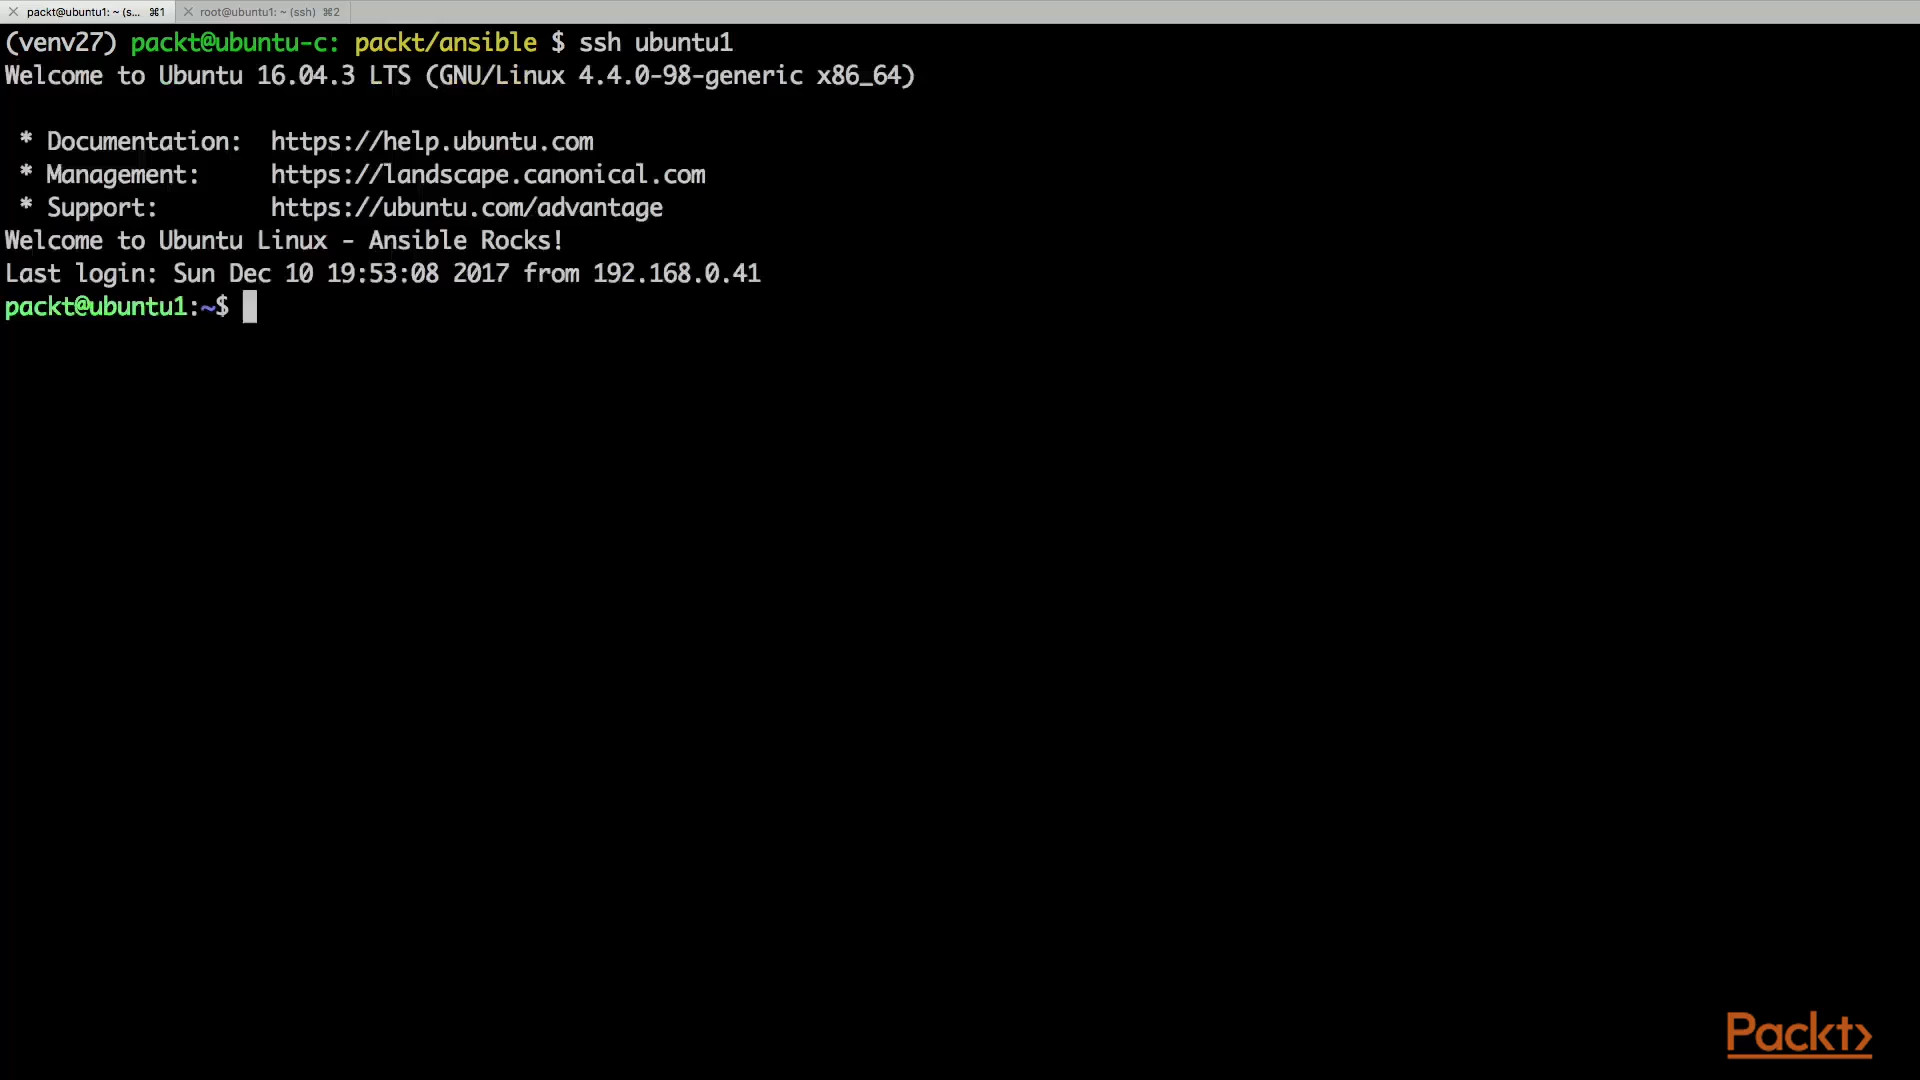 packt@ubuntu1: ~ (s... ⌘1 root@ubuntu1: ~ (ssh) ⌘2
(venv27) packt@ubuntu-c: packt/ansible $ ssh ubuntu1
Welcome to Ubuntu 16.04.3 LTS (GNU/Linux 4.4.0-98-generic x86_64)
* Documentation: https://help.ubuntu.com
* Management: https://landscape.canonical.com
* Support: https://ubuntu.com/advantage
Welcome to Ubuntu Linux - Ansible Rocks!
Last login: Sun Dec 10 19:53:08 2017 from 192.168.0.41
packt@ubuntu1:~$
Packt>